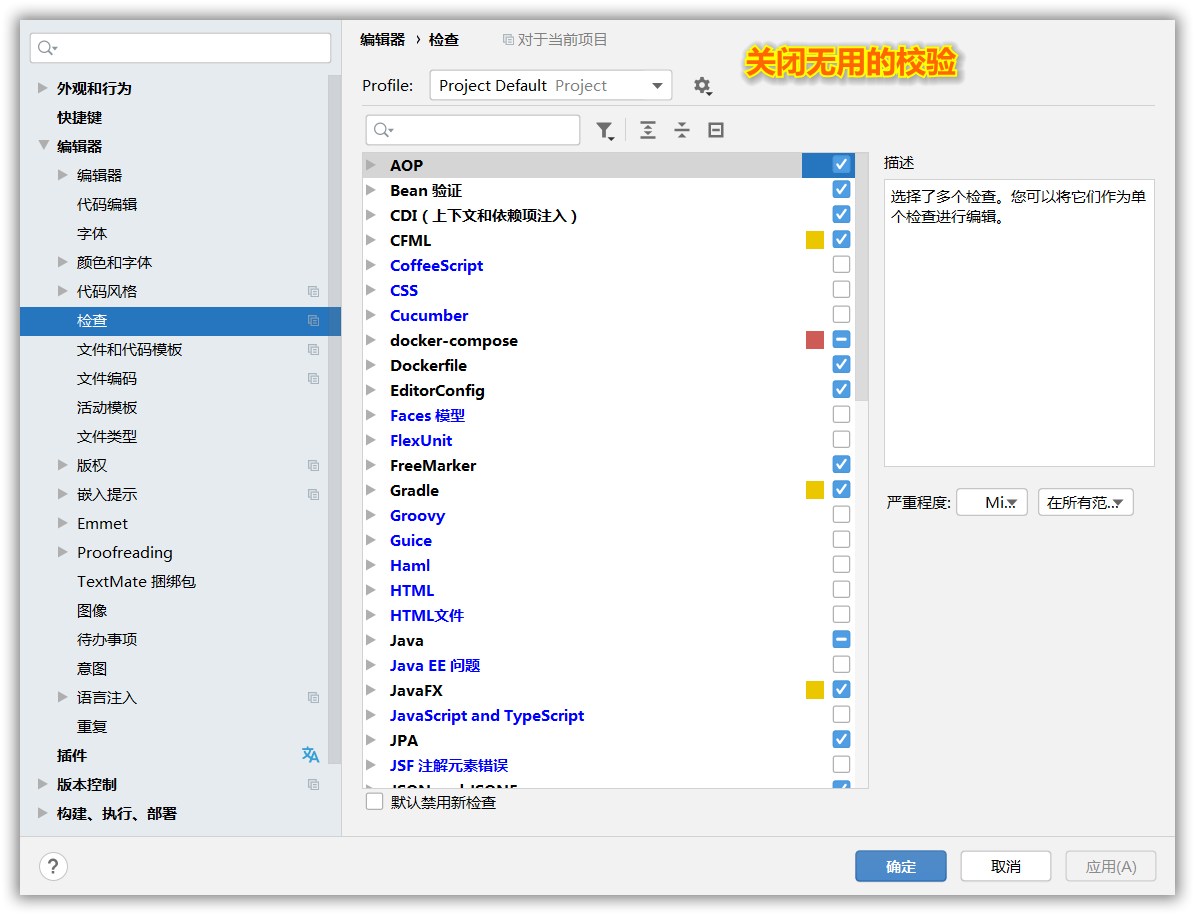 外观和行为
快捷键
编辑器
编辑器
代码编辑
字体
颜色和字体
代码风格
检查
文件和代码模板
文件编码
活动模板
文件类型
版权
嵌入提示
Emmet
Proofreading
TextMate 捆绑包
图像
待办事项
意图
语言注入
重复
插件
版本控制
构建、执行、部署
编辑器 › 检查 对于当前项目
关闭无用的校验
Profile: Project Default Project
AOP
Bean 验证
CDI ( 上下文和依赖项注入 )
CFML
CoffeeScript
CSS
Cucumber
docker-compose
Dockerfile
EditorConfig
Faces 模型
FlexUnit
FreeMarker
Gradle
Groovy
Guice
Haml
HTML
HTML文件
Java
Java EE 问题
JavaFX
JavaScript and TypeScript
JPA
JSF 注解元素错误
默认禁用新检查
描述
选择了多个检查。您可以将它们作为单
个检查进行编辑。
严重程度: Mi... 在所有范...
? 确定 取消 应用(A)